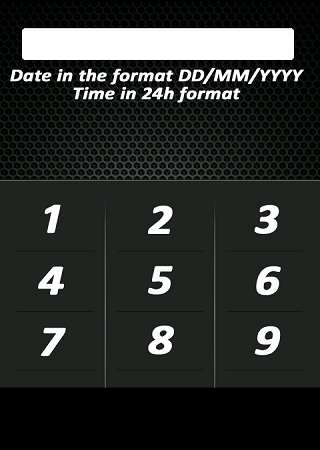 Date in the format DD/MM/YYYY
Time in 24h format
1 2 3
4 5 6
7 8 9